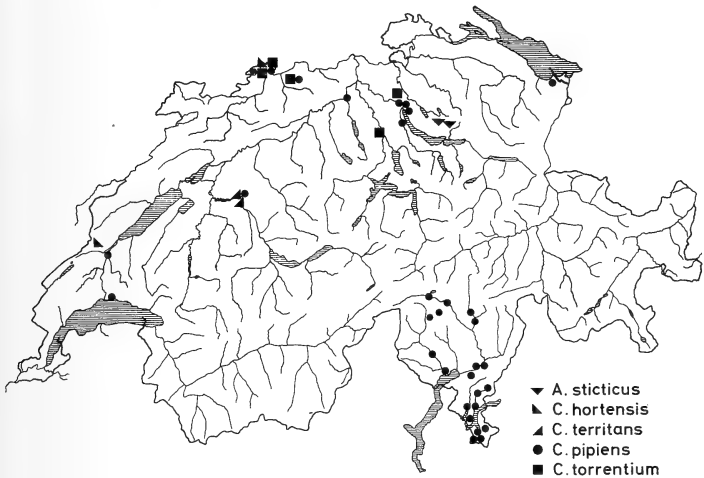 A. sticticus
C. hortensis
C. territans
C. pipiens
C. torrentium